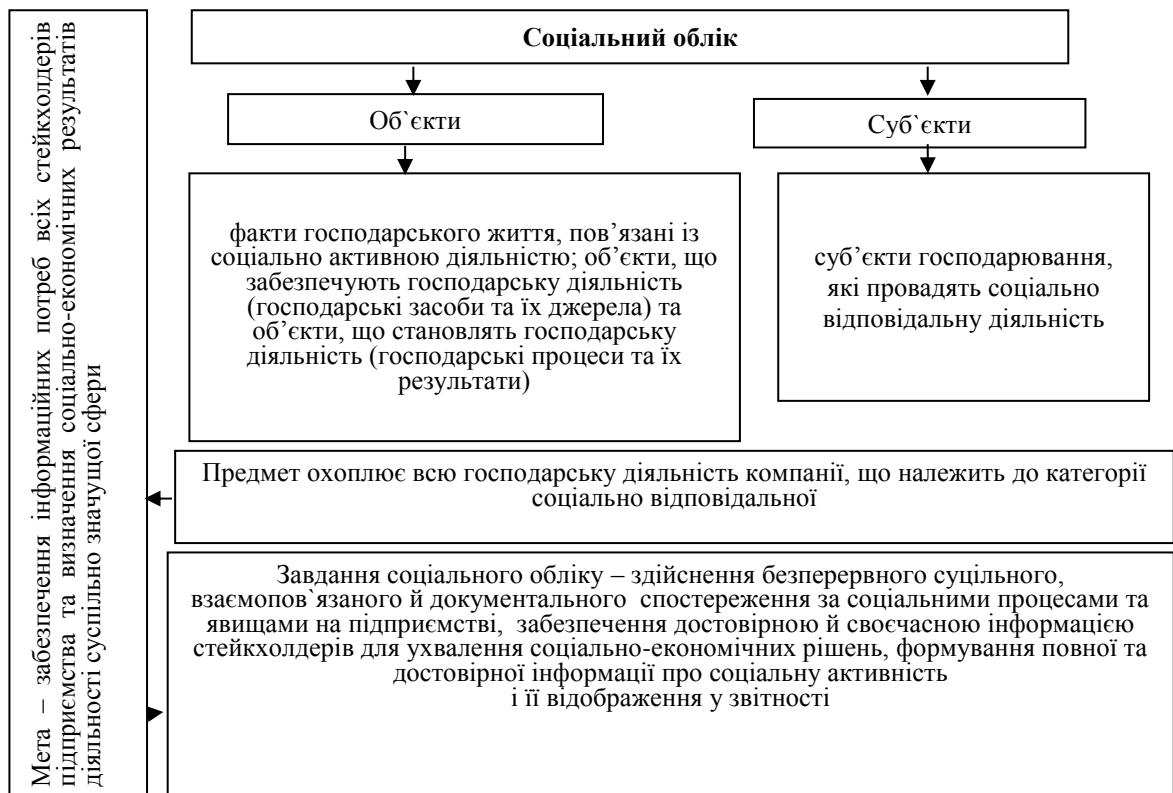 Мета – забезпечення інформаційних потреб всіх стейкхолдерів
підприємства та визначення соціально-економічних результатів
діяльності суспільно значущої сфери
Соціальний облік
Об`єкти
Суб`єкти
факти господарського життя, пов’язані із
соціально активною діяльністю; об’єкти, що
забезпечують господарську діяльність
(господарські засоби та їх джерела) та
об’єкти, що становлять господарську
діяльність (господарські процеси та їх
результати)
суб’єкти господарювання,
які провадять соціально
відповідальну діяльність
Предмет охоплює всю господарську діяльність компанії, що належить до категорії
соціально відповідальної
Завдання соціального обліку – здійснення безперервного суцільного,
взаємопов`язаного й документального спостереження за соціальними процесами та
явищами на підприємстві, забезпечення достовірною й своєчасною інформацією
стейкхолдерів для ухвалення соціально-економічних рішень, формування повної та
достовірної інформації про соціальну активність
і її відображення у звітності